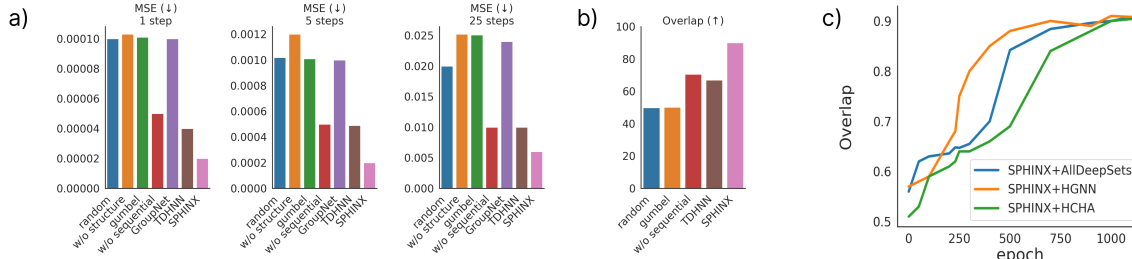 a)
MSE (↓)
1 step
0.00010
0.00008
0.00006
0.00004
0.00002
0.00000
random
w/o structure
gumbel
w/o sequential
GroupNet
TDHNN
SPHINX
MSE (↓)
5 steps
0.0012
0.0010
0.0008
0.0006
0.0004
0.0002
0.0000
random
w/o structure
gumbel
w/o sequential
GroupNet
TDHNN
SPHINX
MSE (↓)
25 steps
0.025
0.020
0.015
0.010
0.005
0.000
random
w/o structure
gumbel
w/o sequential
GroupNet
TDHNN
SPHINX
b)
Overlap (↑)
100
80
60
40
20
0
random
gumbel
w/o sequential
TDHNN
SPHINX
c)
Overlap
0.9
0.8
0.7
0.6
0.5
SPHINX+AllDeepSets
SPHINX+HGNN
SPHINX+HCHA
0
250
500
750
1000
epoch